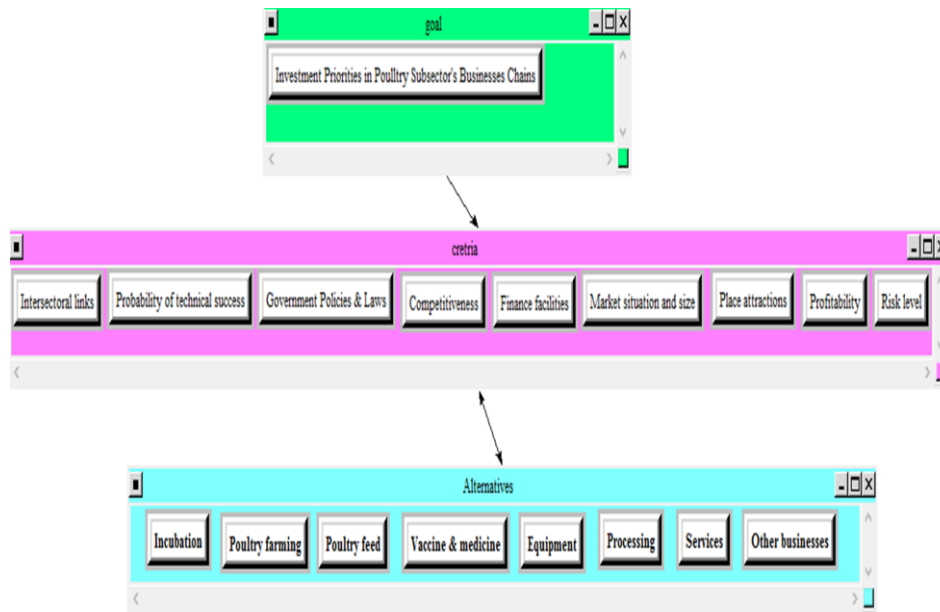 goal
Investment Priorities in Poulltry Subsector's Businesses Chains
cretria
Intersectoral links
Probability of technical success
Government Policies & Laws
Competitiveness
Finance facilities
Market situation and size
Place attractions
Profitability
Risk level
Alternatives
Incubation
Poultry farming
Poultry feed
Vaccine & medicine
Equipment
Processing
Services
Other businesses